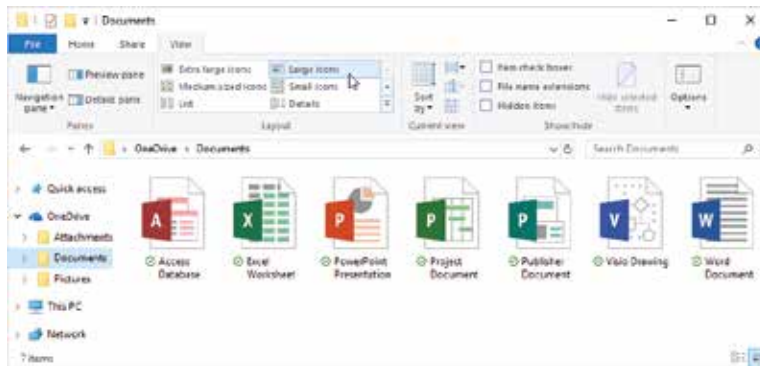 Documents
File Home Share View
Navigation pane
Preview pane
Details pane
Panes
Extra large icons Large icons
Medium-sized icons Small icons
List Details
Layout
Sort by
Current view
Item check boxes
File name extensions
Hidden items
Hide selected items
Show/hide
Options
OneDrive Documents
Search Documents
Quick access
OneDrive
Attachments
Documents
Pictures
This PC
Network
A X P P P V W
Access Database
Excel Worksheet
PowerPoint Presentation
Project Document
Publisher Document
Visio Drawing
Word Document
7 items